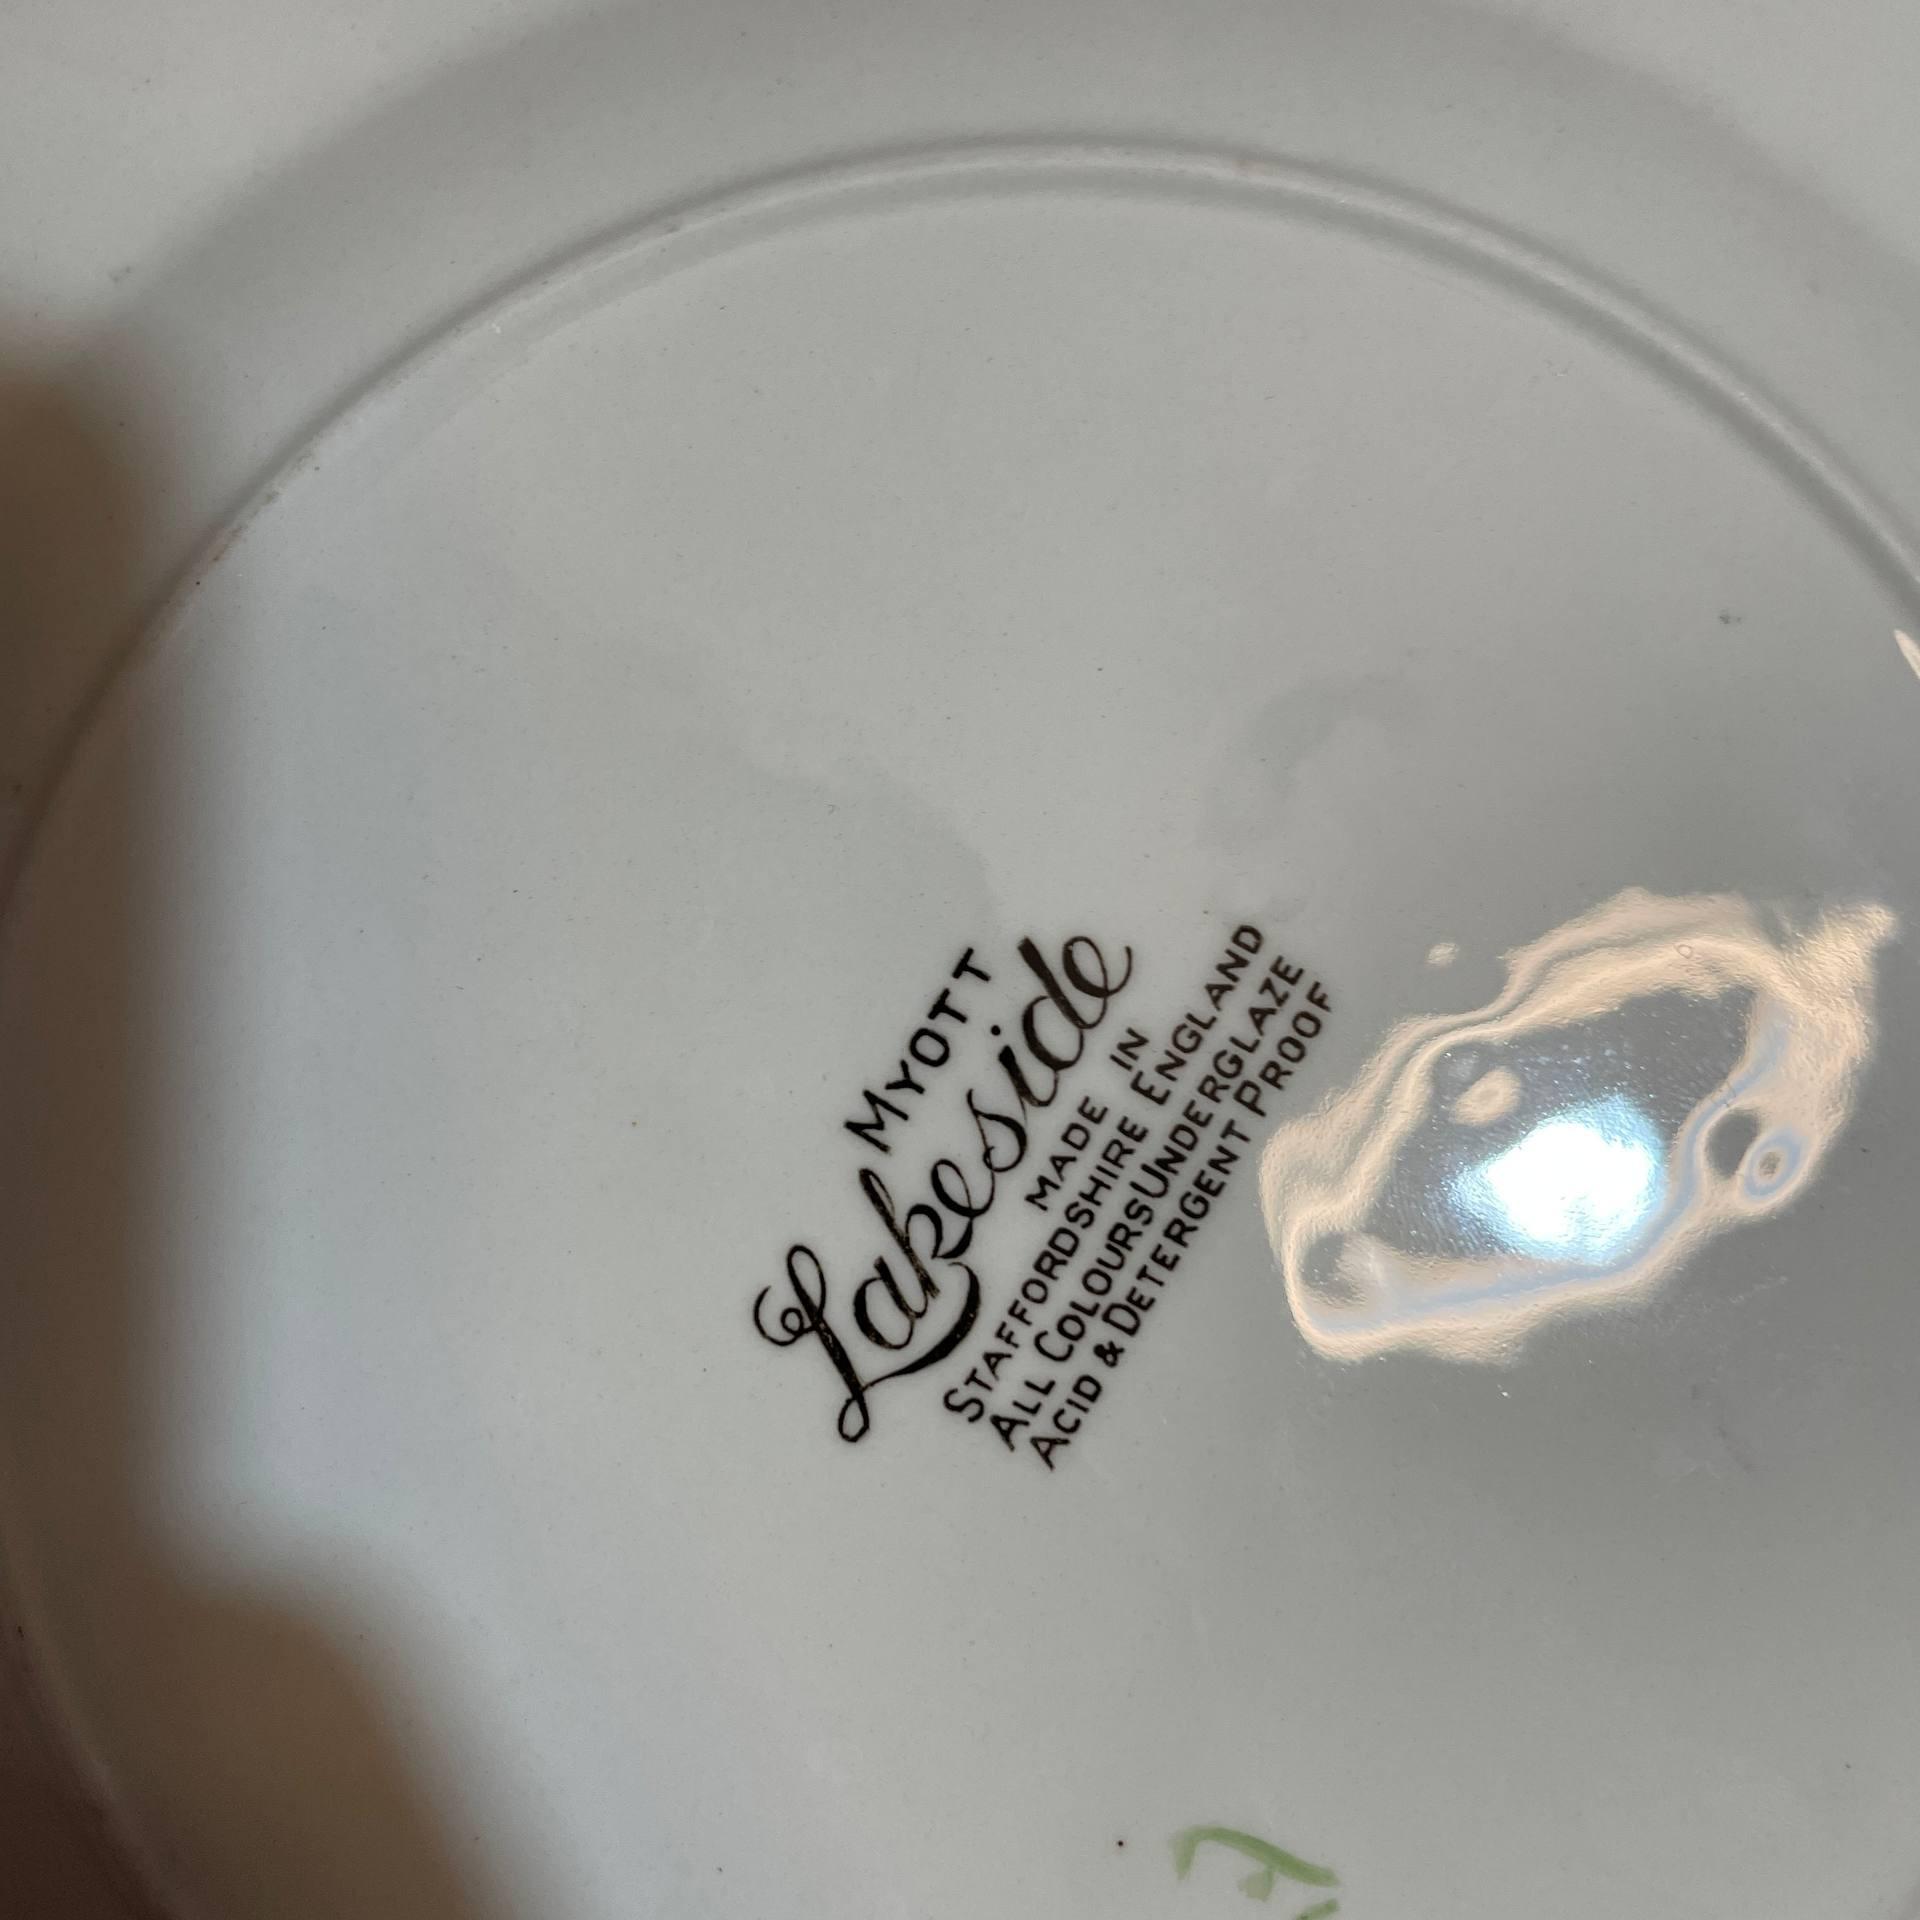 MYOTT
Lakeside
MADE IN
STAFFORDSHIRE ENGLAND
ALL COLOURS UNDERGLAZE
ACID & DETERGENT PROOF